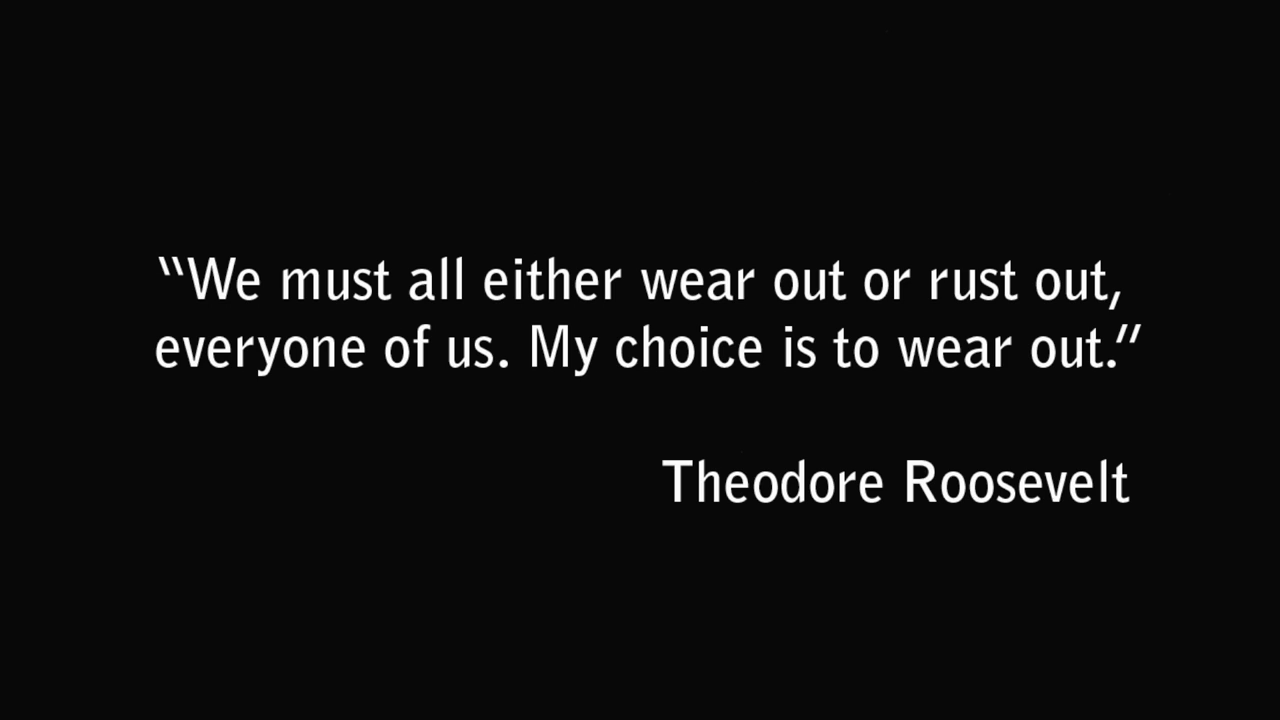 “We must all either wear out or rust out,
everyone of us. My choice is to wear out.”
Theodore Roosevelt